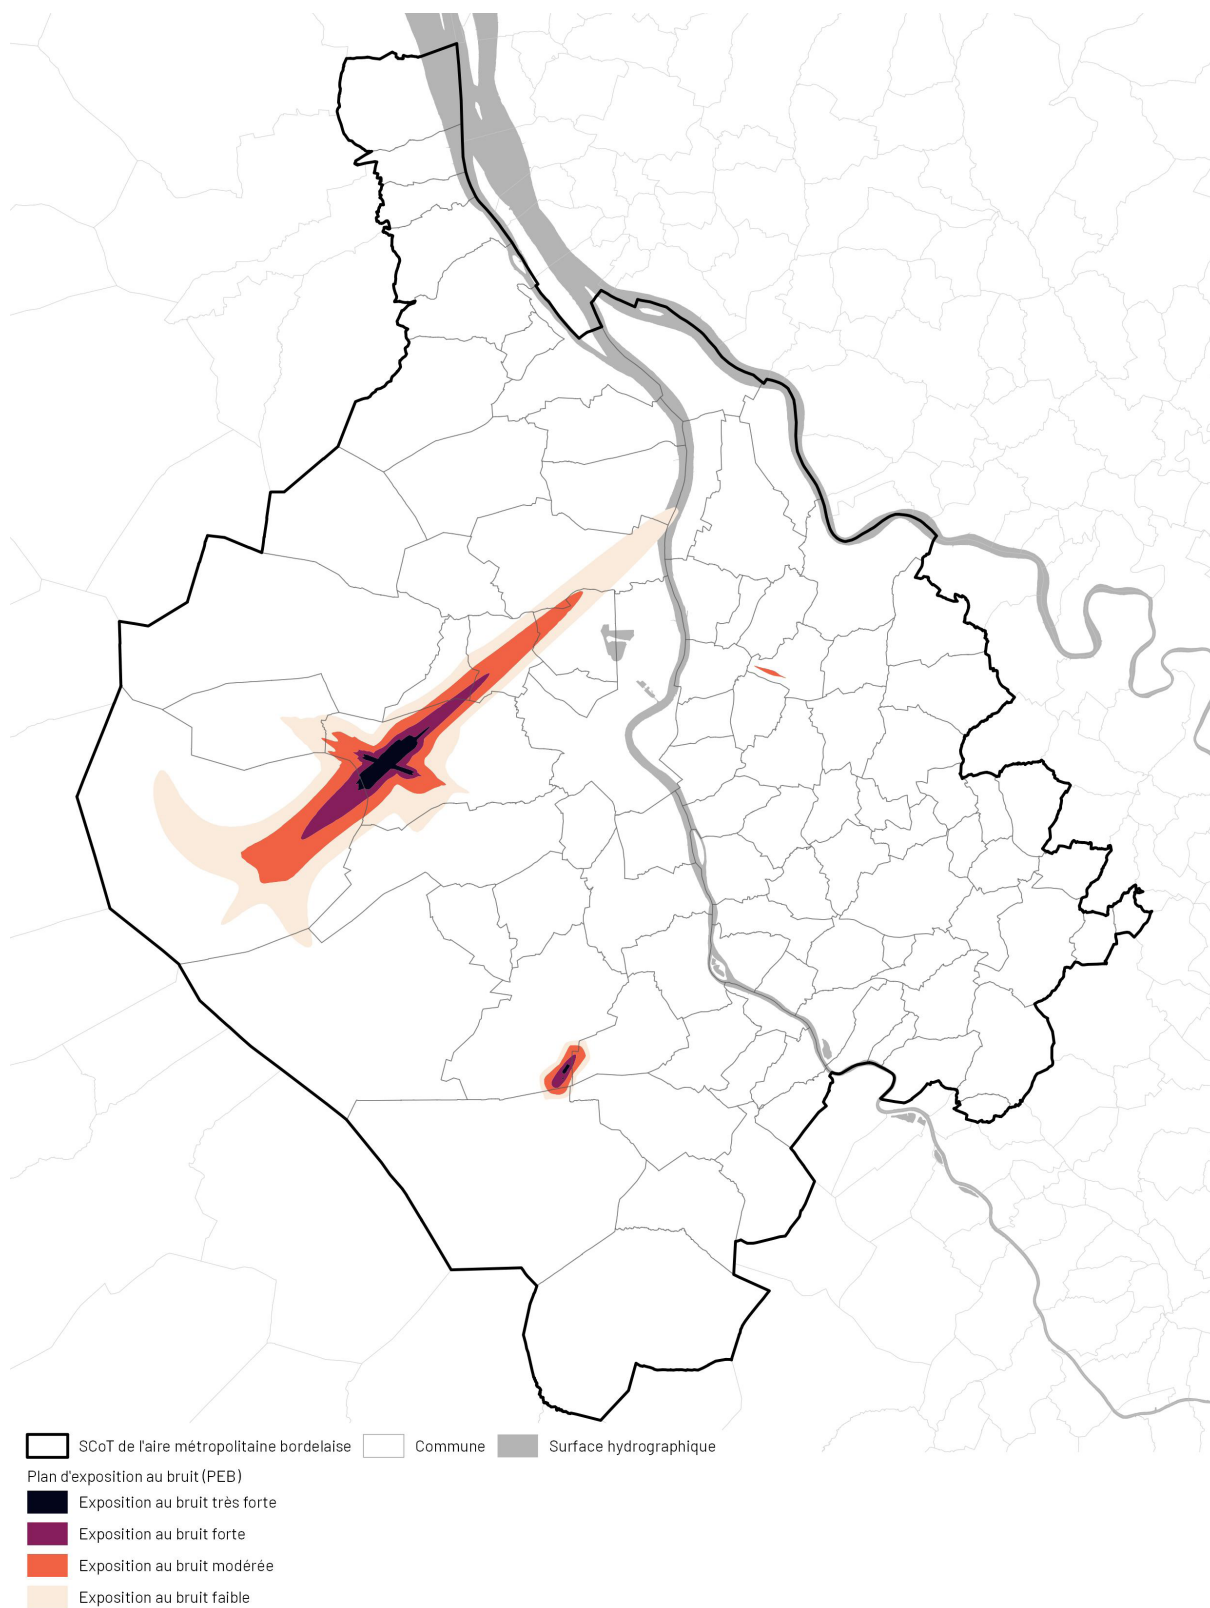 SCoT de l'aire métropolitaine bordelaise Commune Surface hydrographique
Plan d'exposition au bruit (PEB)
Exposition au bruit très forte
Exposition au bruit forte
Exposition au bruit modérée
Exposition au bruit faible